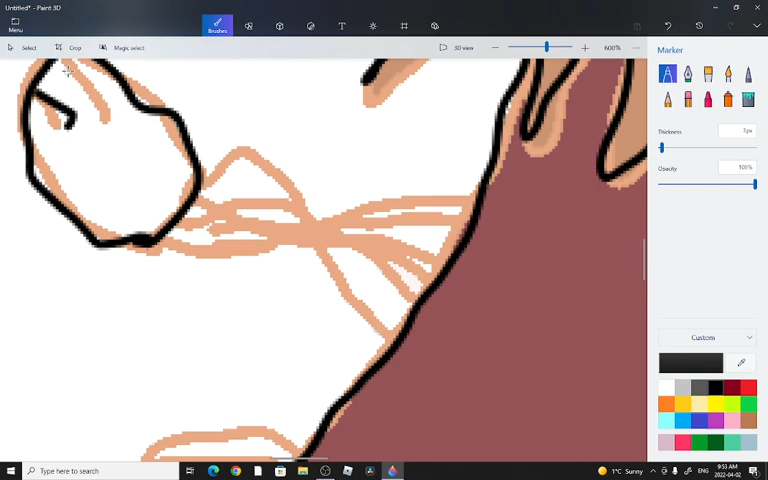 Untitled* - Paint 3D
Menu
Brushes
Select
Crop
Magic select
3D view
600%
Marker
Thickness
3px
Opacity
100%
Custom
Type here to search
1°C Sunny
ENG
9:53 AM
2022-04-02